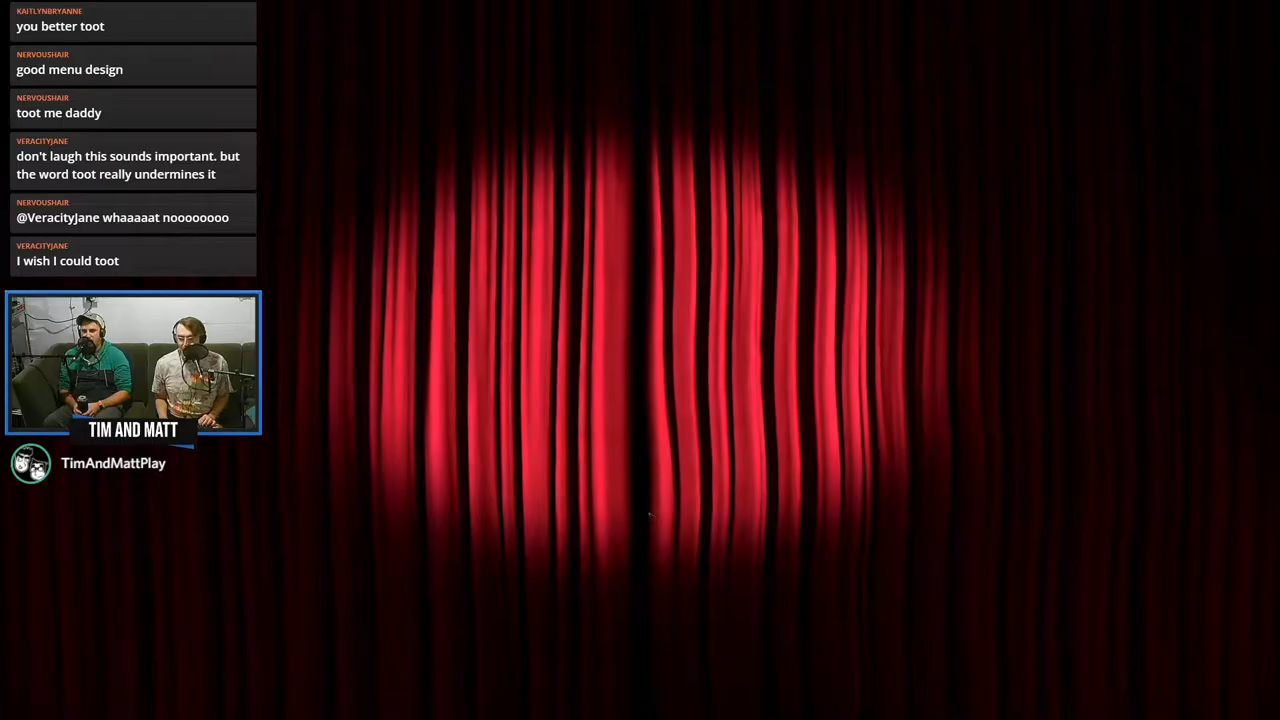 KAITLYNBRYANNE
you better toot
NERVOUSHAIR
good menu design
NERVOUSHAIR
toot me daddy
VERACITYJANE
don't laugh this sounds important. but
the word toot really undermines it
NERVOUSHAIR
@VeracityJane whaaaaat nooooooo
VERACITYJANE
I wish I could toot
TIM AND MATT
TimAndMattPlay